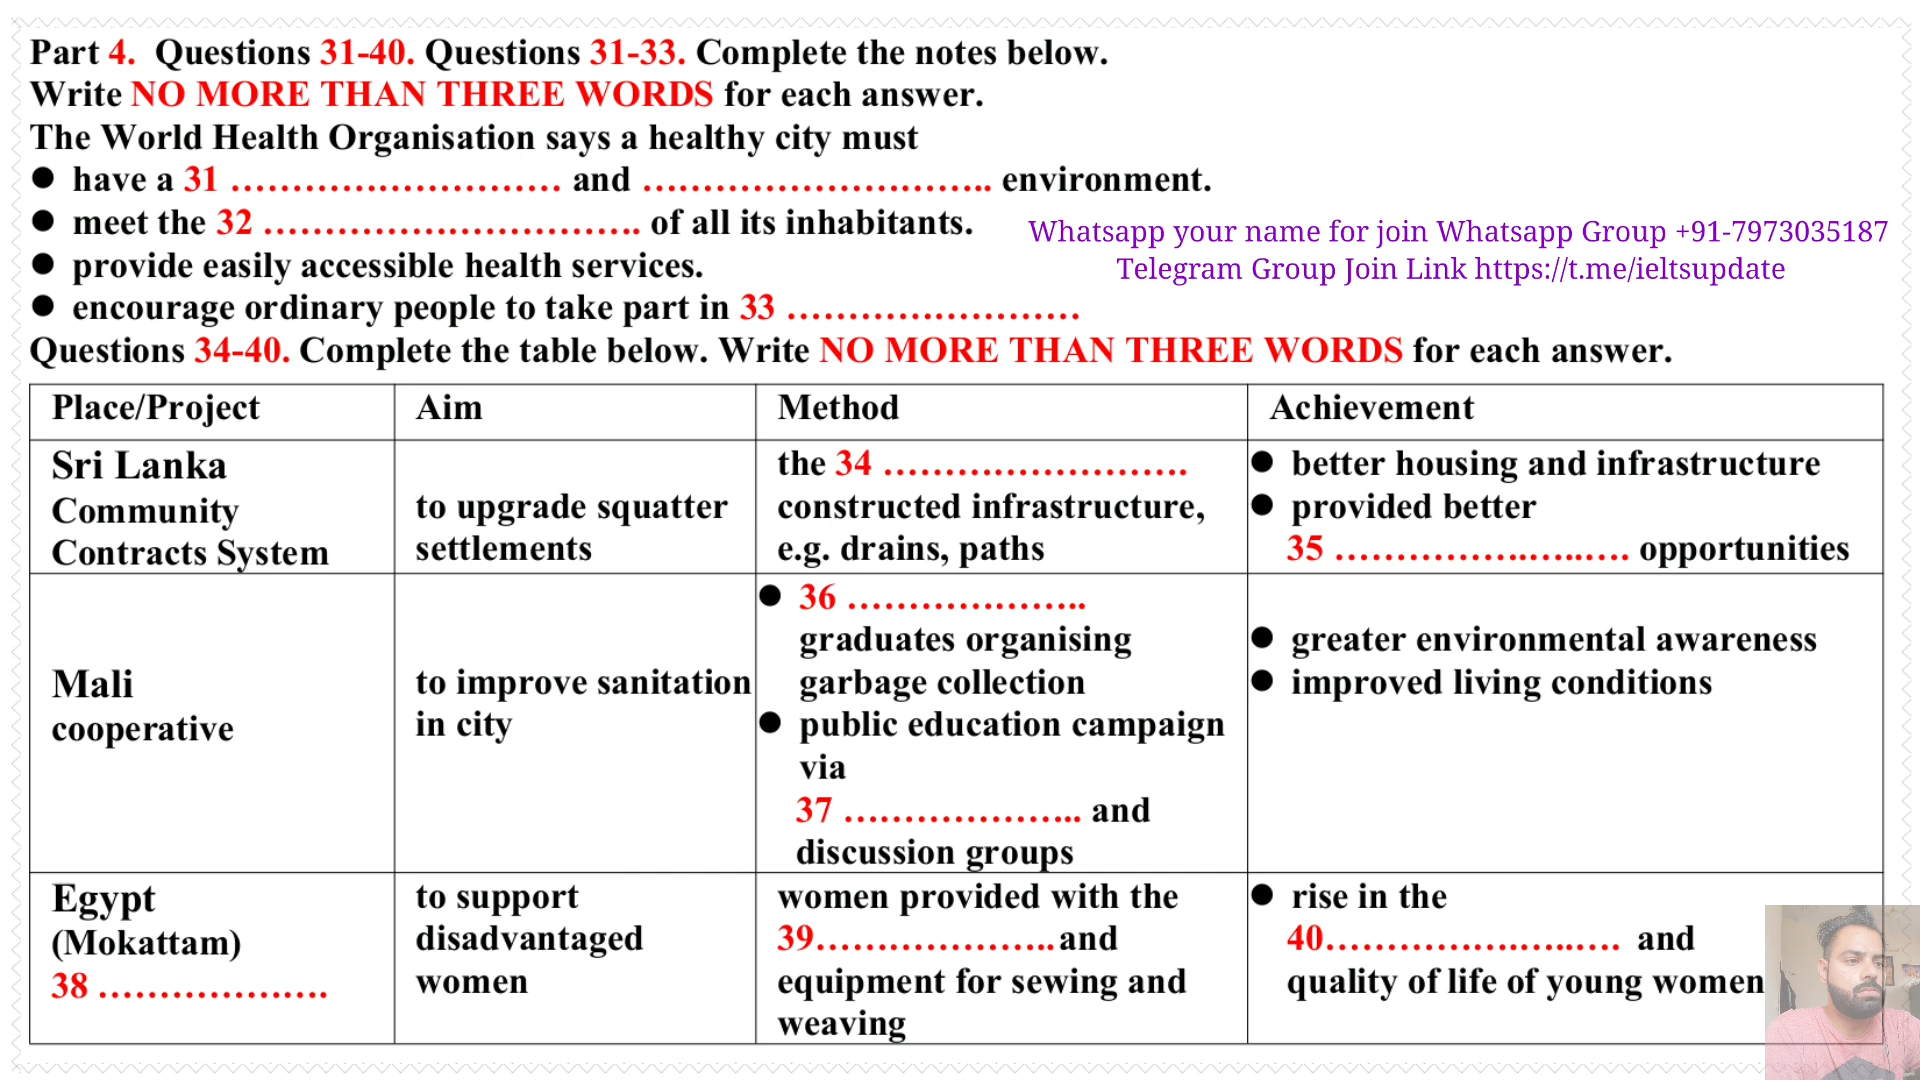 Part 4. Questions 31-40. Questions 31-33. Complete the notes below.
Write NO MORE THAN THREE WORDS for each answer.
The World Health Organisation says a healthy city must
● have a 31 ……………………… and ……………………….. environment.
● meet the 32 …………………………. of all its inhabitants.
● provide easily accessible health services.
● encourage ordinary people to take part in 33 ……………………
Whatsapp your name for join Whatsapp Group +91-7973035187
Telegram Group Join Link https://t.me/ieltsupdate
Questions 34-40. Complete the table below. Write NO MORE THAN THREE WORDS for each answer.
Place/Project
Aim
Method
Achievement
Sri Lanka
Community
Contracts System
to upgrade squatter
settlements
the 34 …………………….
constructed infrastructure,
e.g. drains, paths
● better housing and infrastructure
● provided better
35 …………….…..…. opportunities
Mali
cooperative
to improve sanitation
in city
● 36 ………………..
graduates organising
garbage collection
● public education campaign
via
37 ……………….. and
discussion groups
● greater environmental awareness
● improved living conditions
Egypt
(Mokattam)
38 ……………….
to support
disadvantaged
women
women provided with the
39……………….. and
equipment for sewing and
weaving
● rise in the
40…………….…..…. and
quality of life of young women